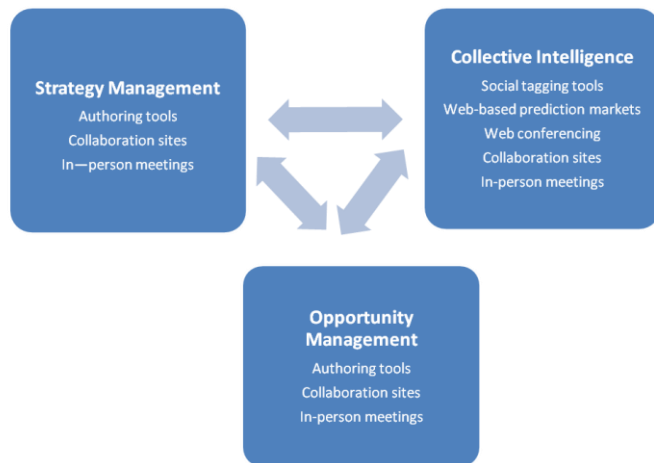 Strategy Management
Authoring tools
Collaboration sites
In—person meetings
Collective Intelligence
Social tagging tools
Web-based prediction markets
Web conferencing
Collaboration sites
In-person meetings
Opportunity
Management
Authoring tools
Collaboration sites
In-person meetings